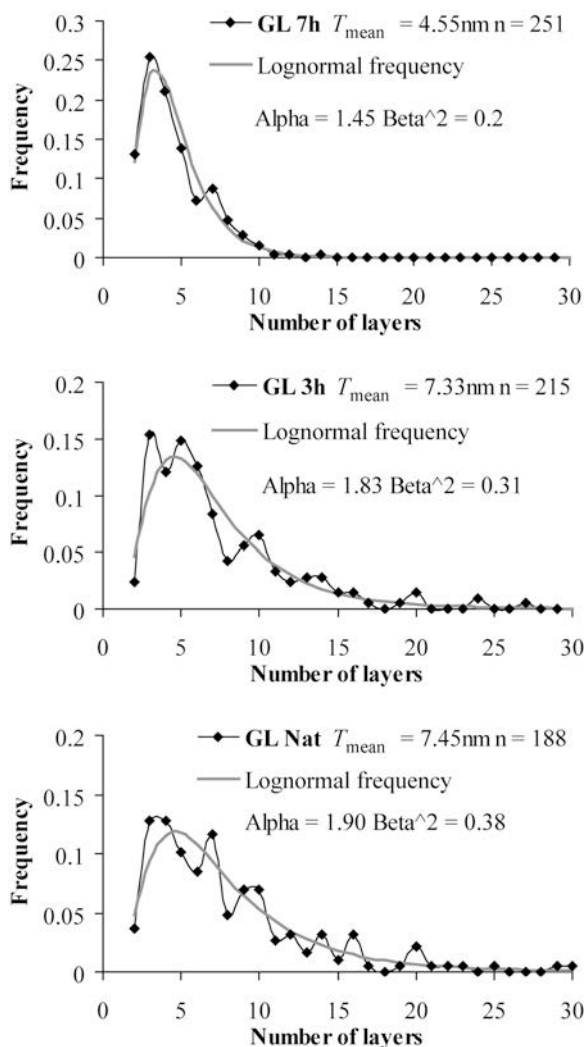 0.3
0.25
0.2
0.15
0.1
0.05
0
Frequency
GL 7h Tmean = 4.55nm n = 251
Lognormal frequency
Alpha = 1.45 Beta^2 = 0.2
0 5 10 15 20 25 30
Number of layers
0.2
0.15
0.1
0.05
0
Frequency
GL 3h Tmean = 7.33nm n = 215
Lognormal frequency
Alpha = 1.83 Beta^2 = 0.31
0 5 10 15 20 25 30
Number of layers
0.2
0.15
0.1
0.05
0
Frequency
GL Nat Tmean = 7.45nm n = 188
Lognormal frequency
Alpha = 1.90 Beta^2 = 0.38
0 5 10 15 20 25 30
Number of layers